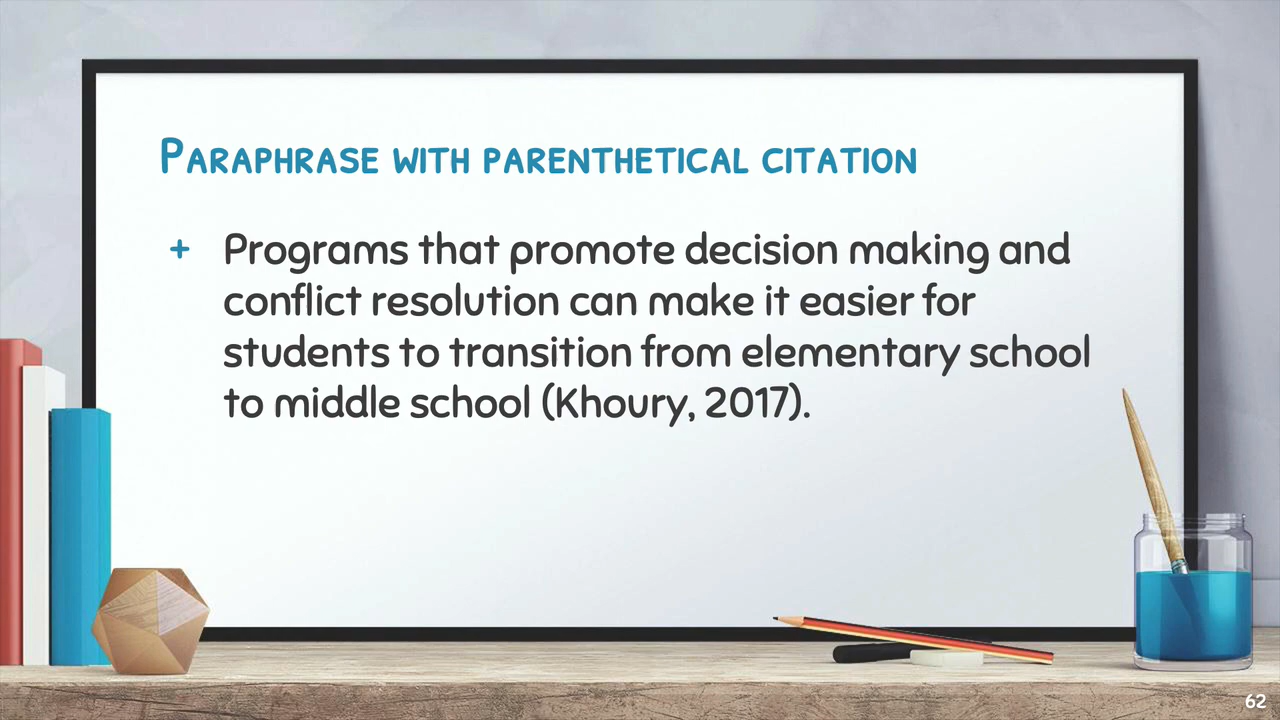 Paraphrase with parenthetical citation
+ Programs that promote decision making and
conflict resolution can make it easier for
students to transition from elementary school
to middle school (Khoury, 2017).
62